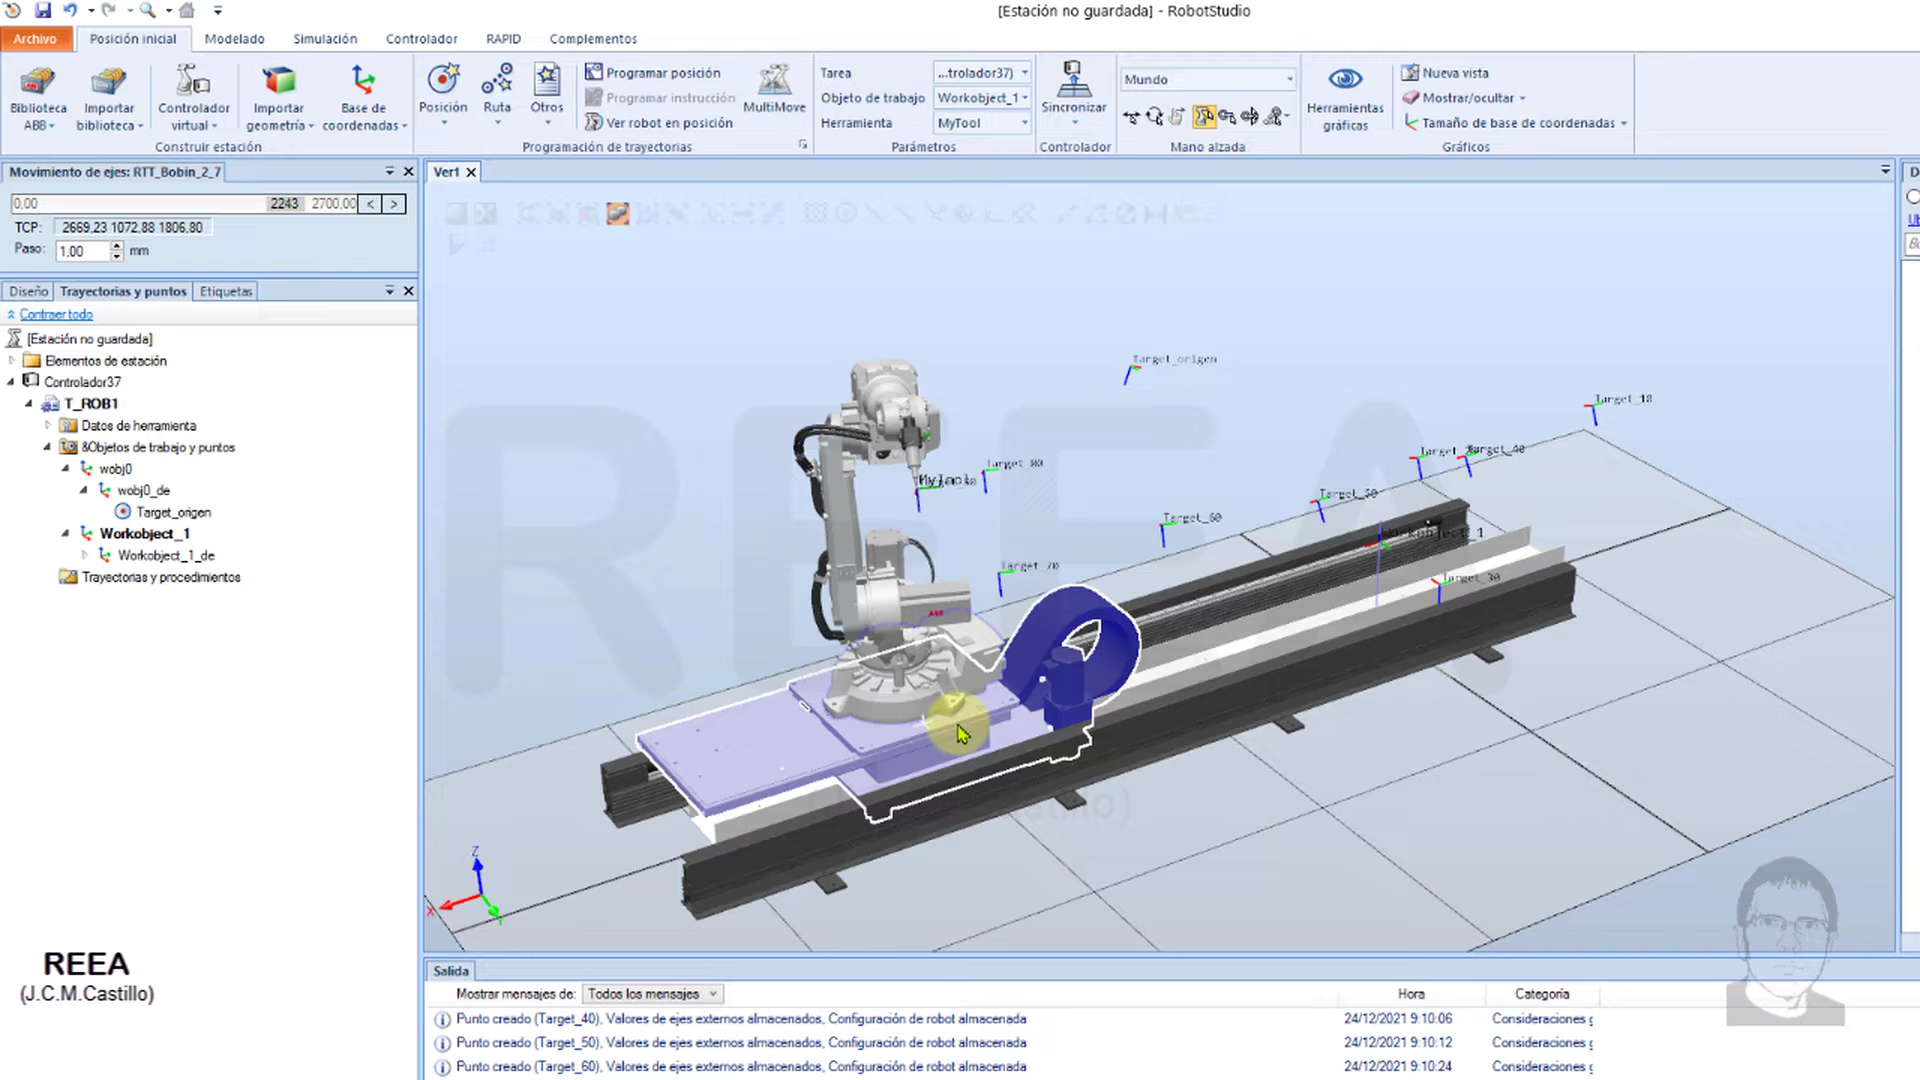 [Estación no guardada] - RobotStudio
Archivo
Posición inicial
Modelado
Simulación
Controlador
RAPID
Complementos
Biblioteca ABB
Importar biblioteca
Controlador virtual
Importar geometría
Base de coordenadas
Construir estación
Posición
Ruta
Otros
Programar posición
Programar instrucción
Ver robot en posición
MultiMove
Programación de trayectorias
Tarea
...trolador37)
Objeto de trabajo
Workobject_1
Herramienta
MyTool
Parámetros
Sincronizar
Controlador
Mundo
Mano alzada
Herramientas gráficas
Nueva vista
Mostrar/ocultar
Tamaño de base de coordenadas
Gráficos
Movimiento de ejes: RTT_Bobin_2_7
0,00 2243 2700,00 < >
TCP: 2669,23 1072,88 1806,80
Paso: 1,00 mm
Diseño
Trayectorias y puntos
Etiquetas
Contraer todo
[Estación no guardada]
Elementos de estación
Controlador37
T_ROB1
Datos de herramienta
&Objetos de trabajo y puntos
wobj0
wobj0_de
Target_origen
Workobject_1
Workobject_1_de
Trayectorias y procedimientos
REEA
(J.C.M.Castillo)
Ver1
Target_origen
Target_10
Target_40
Target_50
Target_80
Target_60
Target_70
Target_30
Workobject_1
ABB
REEA
Z
X
Y
Salida
Mostrar mensajes de: Todos los mensajes
Hora
Categoría
Punto creado (Target_40), Valores de ejes externos almacenados, Configuración de robot almacenada 24/12/2021 9:10:06 Consideraciones
Punto creado (Target_50), Valores de ejes externos almacenados, Configuración de robot almacenada 24/12/2021 9:10:12 Consideraciones
Punto creado (Target_60), Valores de ejes externos almacenados, Configuración de robot almacenada 24/12/2021 9:10:24 Consideraciones